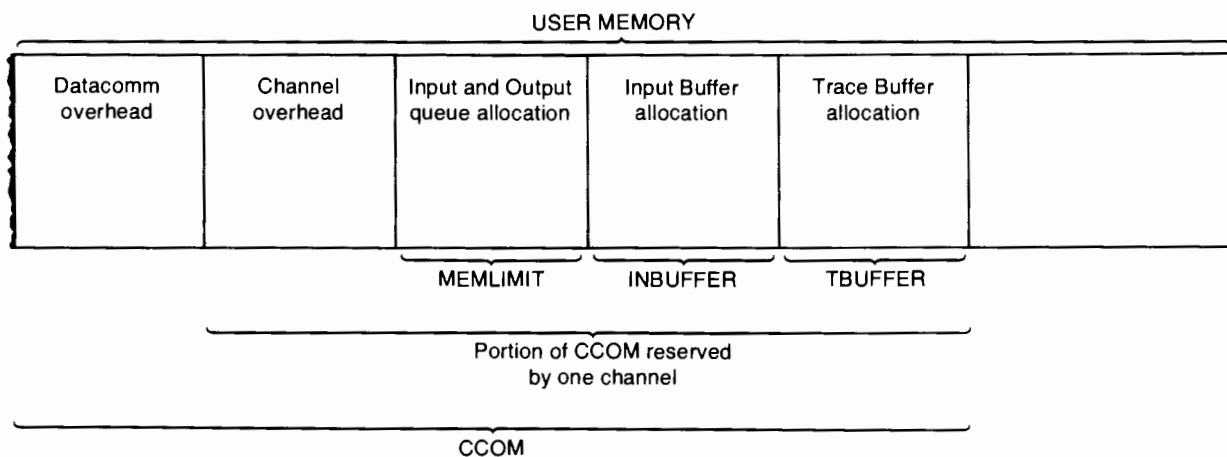 USER MEMORY
Datacomm
overhead
Channel
overhead
Input and Output
queue allocation
Input Buffer
allocation
Trace Buffer
allocation
MEMLIMIT
INBUFFER
TBUFFER
Portion of CCOM reserved
by one channel
CCOM